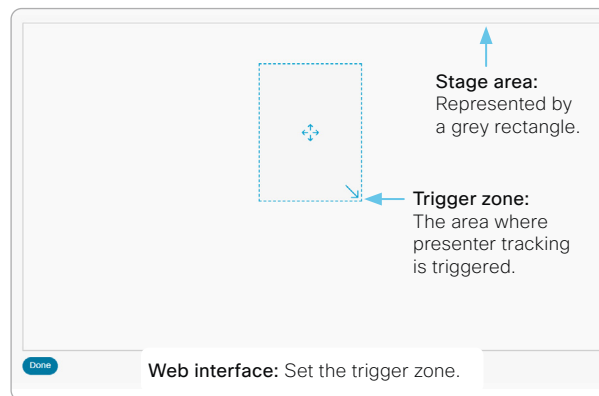 Stage area:
Represented by
a grey rectangle.
Trigger zone:
The area where
presenter tracking
is triggered.
Done
Web interface: Set the trigger zone.